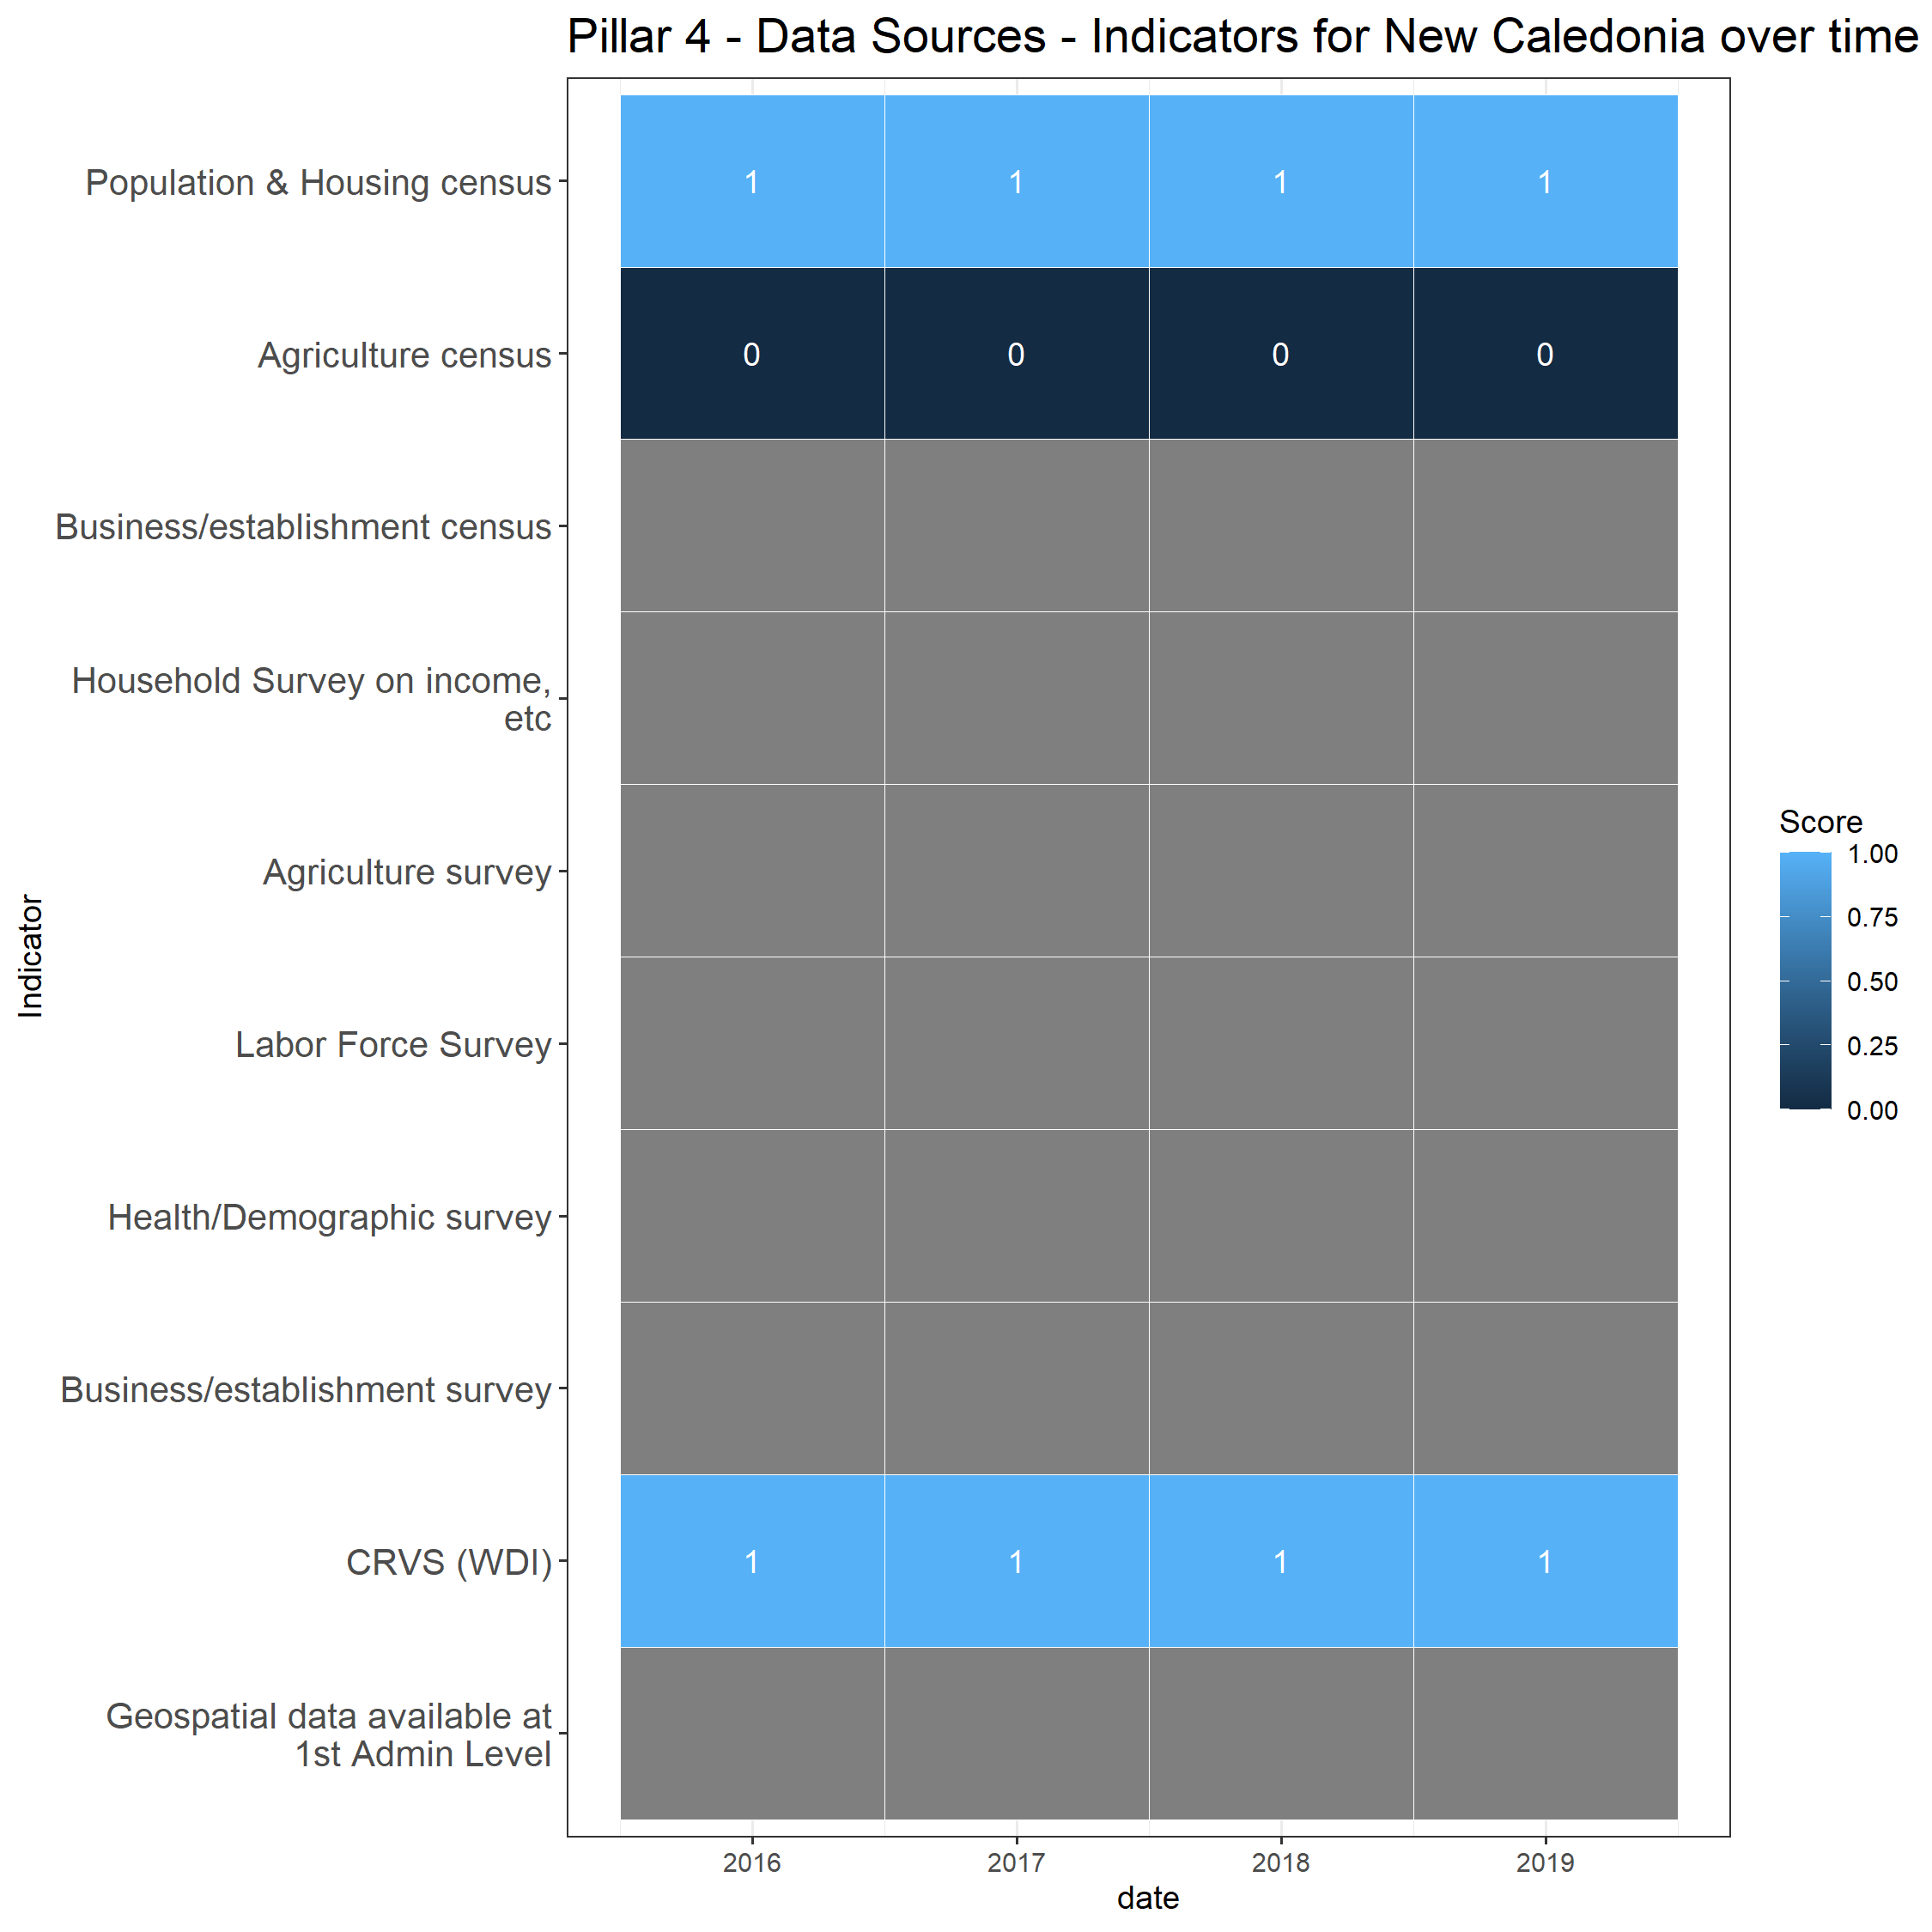 Pillar 4 - Data Sources - Indicators for New Caledonia over time
Population & Housing census
1 1 1 1
Agriculture census
0 0 0 0
Business/establishment census
Household Survey on income,
etc
Agriculture survey
Labor Force Survey
Health/Demographic survey
Business/establishment survey
CRVS (WDI)
1 1 1 1
Geospatial data available at
1st Admin Level
Indicator
2016 2017 2018 2019
date
Score
1.00
0.75
0.50
0.25
0.00